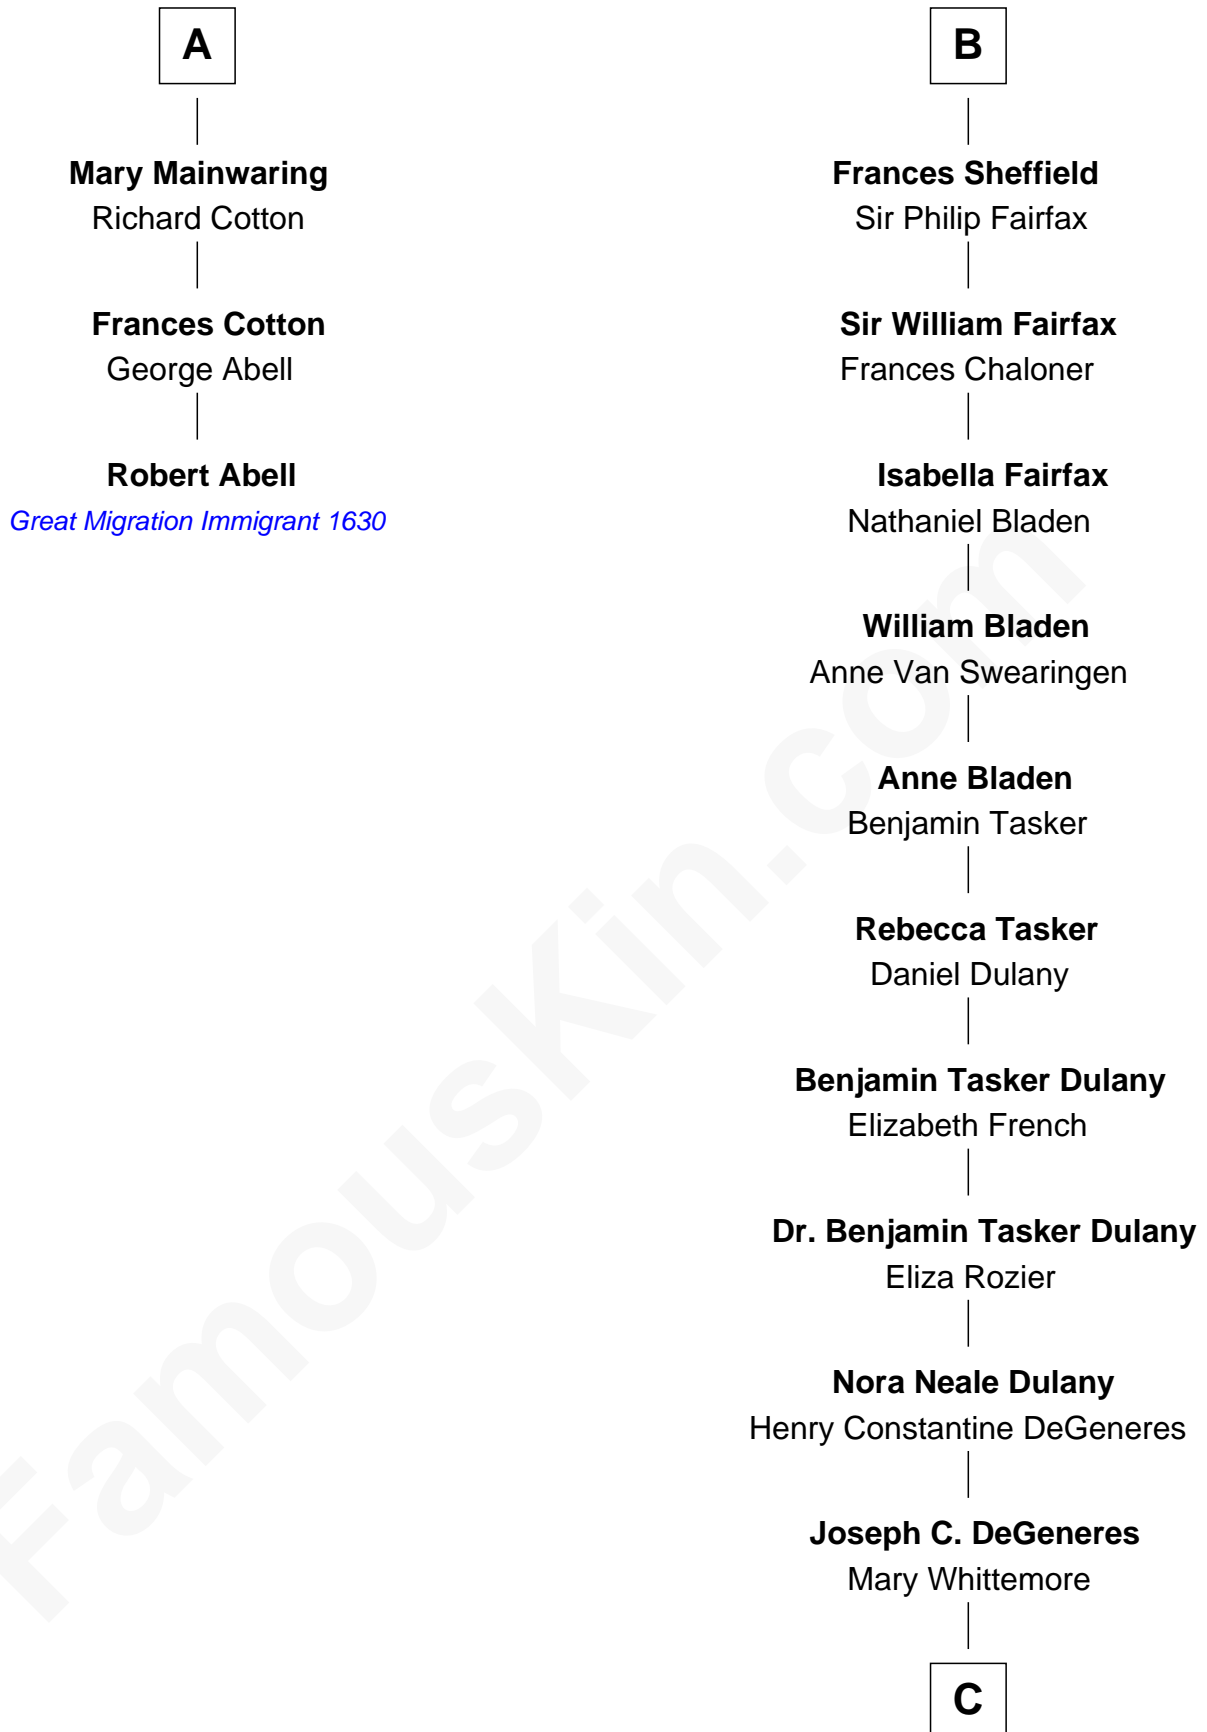 A
Mary Mainwaring
Richard Cotton
Frances Cotton
George Abell
Robert Abell
Great Migration Immigrant 1630
B
Frances Sheffield
Sir Philip Fairfax
Sir William Fairfax
Frances Chaloner
Isabella Fairfax
Nathaniel Bladen
William Bladen
Anne Van Swearingen
Anne Bladen
Benjamin Tasker
Rebecca Tasker
Daniel Dulany
Benjamin Tasker Dulany
Elizabeth French
Dr. Benjamin Tasker Dulany
Eliza Rozier
Nora Neale Dulany
Henry Constantine DeGeneres
Joseph C. DeGeneres
Mary Whittemore
C
FamousKin.com